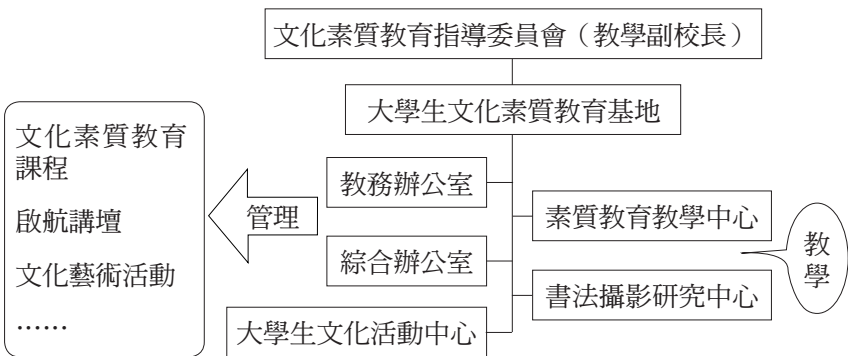 文化素質教育指導委員會（教學副校長）
大學生文化素質教育基地
文化素質教育
課程
啟航講壇
文化藝術活動
……
管理
教務辦公室
綜合辦公室
大學生文化活動中心
素質教育教學中心
書法攝影研究中心
教
學